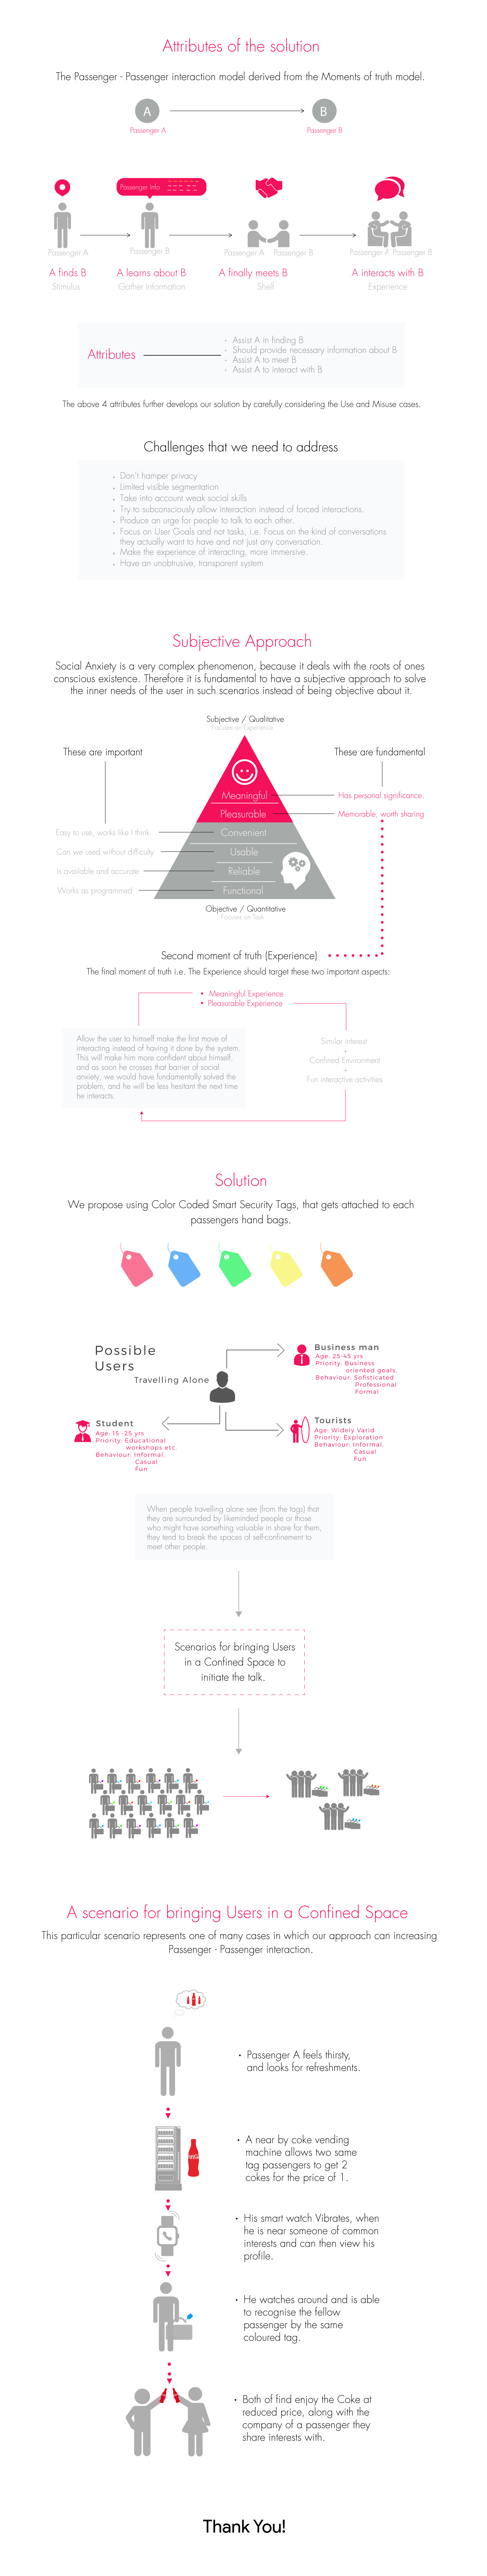 Attributes of the solution
The Passenger - Passenger interaction model derived from the Moments of truth model.
A
B
Passenger A
Passenger B
Passenger Info
Passenger A
Passenger B
Passenger A
Passenger B
Passenger A
Passenger B
A finds B
A learns about B
A finally meets B
A interacts with B
Stimulus
Gather Information
Shelf
Experience
Attributes
• Assist A in finding B
• Should provide necessary information about B
• Assist A to meet B
• Assist A to interact with B
The above 4 attributes further develops our solution by carefully considering the Use and Misuse cases.
Challenges that we need to address
• Don't hamper privacy
• Limited visible segmentation
• Take into account weak social skills
• Try to subconsciously allow interaction instead of forced interactions.
• Produce an urge for people to talk to each other.
• Focus on User Goals and not tasks, i.e. Focus on the kind of conversations
they actually want to have and not just any conversation.
• Make the experience of interacting, more immersive.
• Have an unobtrusive, transparent system
Subjective Approach
Social Anxiety is a very complex phenomenon, because it deals with the roots of ones
conscious existence. Therefore it is fundamental to have a subjective approach to solve
the inner needs of the user in such scenarios instead of being objective about it.
Subjective / Qualitative
Focuses on Experience
These are important
These are fundamental
Meaningful
Has personal significance.
Pleasurable
Memorable, worth sharing.
Easy to use, works like I think.
Convenient
Can we used without difficulty
Usable
Is available and accurate
Reliable
Works as programmed
Functional
Objective / Quantitative
Focuses on Task
Second moment of truth (Experience)
The final moment of truth i.e. The Experience should target these two important aspects:
• Meaningful Experience
• Pleasurable Experience
Allow the user to himself make the first move of
interacting instead of having it done by the system.
This will make him more confident about himself,
and as soon he crosses that barrier of social
anxiety, we would have fundamentally solved the
problem, and he will be less hesitant the next time
he interacts.
Similar interest
+
Confined Environment
+
Fun interactive activities
Solution
We propose using Color Coded Smart Security Tags, that gets attached to each
passengers hand bags.
Possible
Users
Travelling Alone
Business man
Age: 25-45 yrs
Priority: Business
oriented goals.
Behaviour: Sofisticated
Professional
Formal
Student
Age: 15 -25 yrs
Priority: Educational
workshops etc.
Behaviour: Informal.
Casual
Fun
Tourists
Age: Widely Varid
Priority: Exploration
Behaviour: Informal.
Casual
Fun
When people travelling alone see (from the tags) that
they are surrounded by likeminded people or those
who might have something valuable in share for them,
they tend to break the spaces of self-confinement to
meet other people.
Scenarios for bringing Users
in a Confined Space to
initiate the talk.
A scenario for bringing Users in a Confined Space
This particular scenario represents one of many cases in which our approach can increasing
Passenger - Passenger interaction.
• Passenger A feels thirsty,
and looks for refreshments.
• A near by coke vending
machine allows two same
tag passengers to get 2
cokes for the price of 1.
• His smart watch Vibrates, when
he is near someone of common
interests and can then view his
profile.
• He watches around and is able
to recognise the fellow
passenger by the same
coloured tag.
• Both of find enjoy the Coke at
reduced price, along with the
company of a passenger they
share interests with.
Thank You!